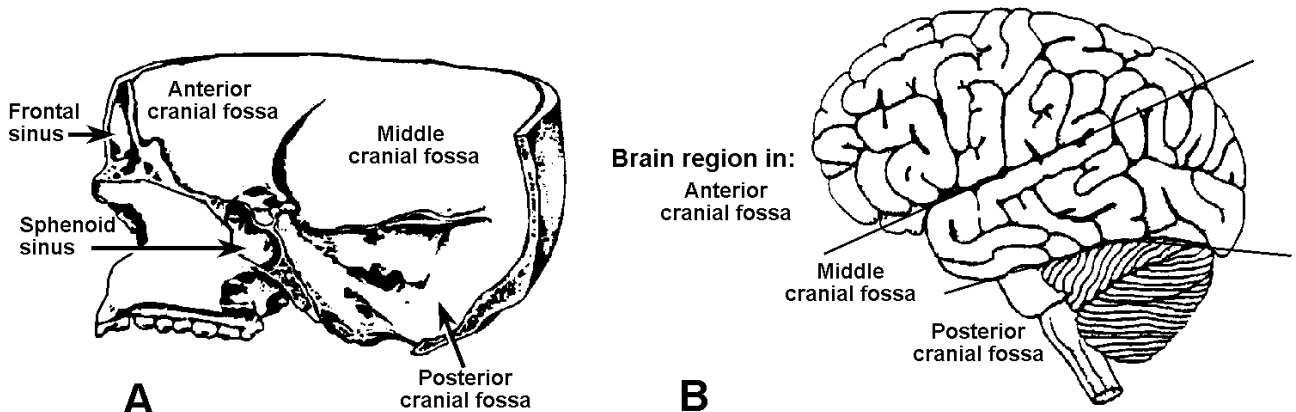 Anterior
cranial fossa
Frontal
sinus
Middle
cranial fossa
Sphenoid
sinus
Posterior
cranial fossa
A
Brain region in:
Anterior
cranial fossa
Middle
cranial fossa
Posterior
cranial fossa
B